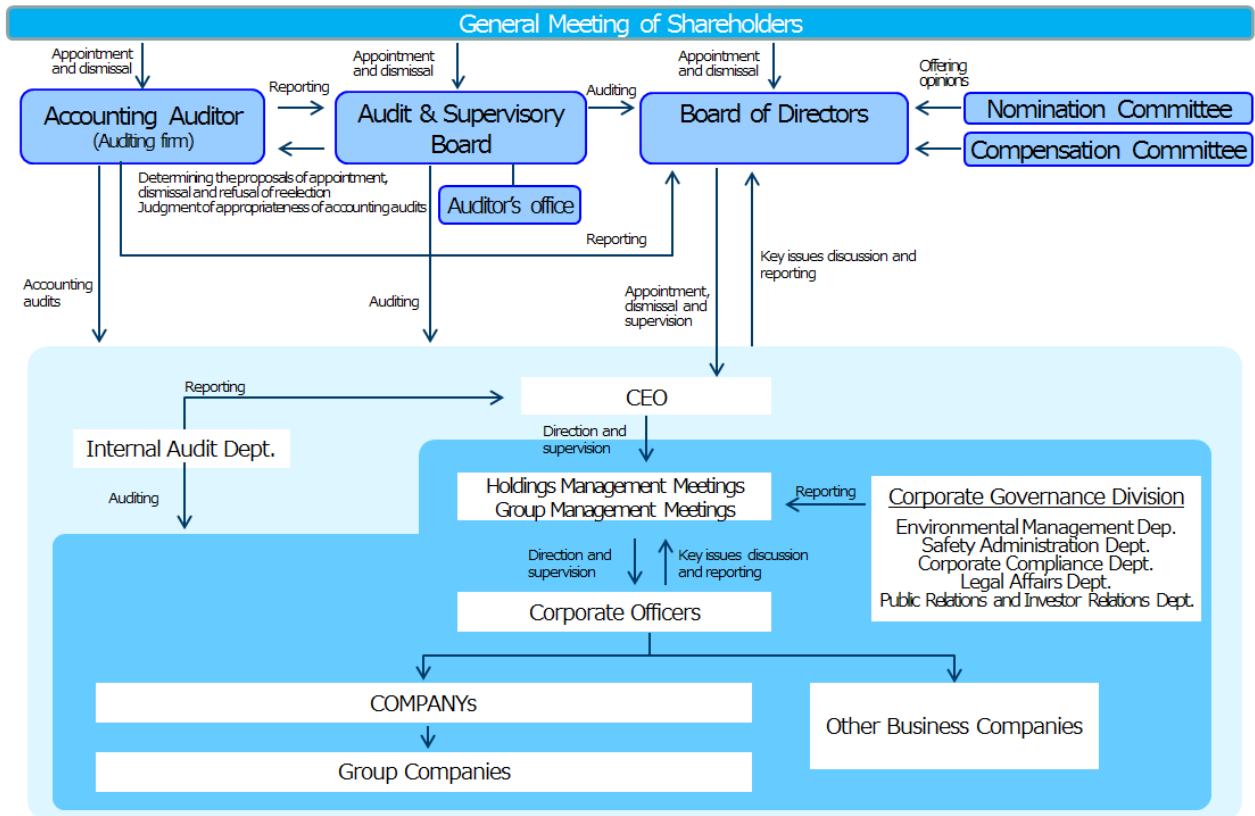 General Meeting of Shareholders
Appointment
and dismissal
Appointment
and dismissal
Appointment
and dismissal
Offering
opinions
Reporting
Auditing
Accounting Auditor
(Auditing firm)
Audit & Supervisory
Board
Board of Directors
Nomination Committee
Compensation Committee
Determining the proposals of appointment,
dismissal and refusal of reelection
Judgment of appropriateness of accounting audits
Auditor's office
Reporting
Key issues discussion and
reporting
Accounting
audits
Auditing
Appointment,
dismissal and
supervision
Reporting
CEO
Internal Audit Dept.
Direction and
supervision
Auditing
Holdings Management Meetings
Group Management Meetings
Reporting
Corporate Governance Division
Environmental Management Dep.
Safety Administration Dept.
Corporate Compliance Dept.
Legal Affairs Dept.
Public Relations and Investor Relations Dept.
Direction and
supervision
Key issues discussion
and reporting
Corporate Officers
COMPANYs
Other Business Companies
Group Companies